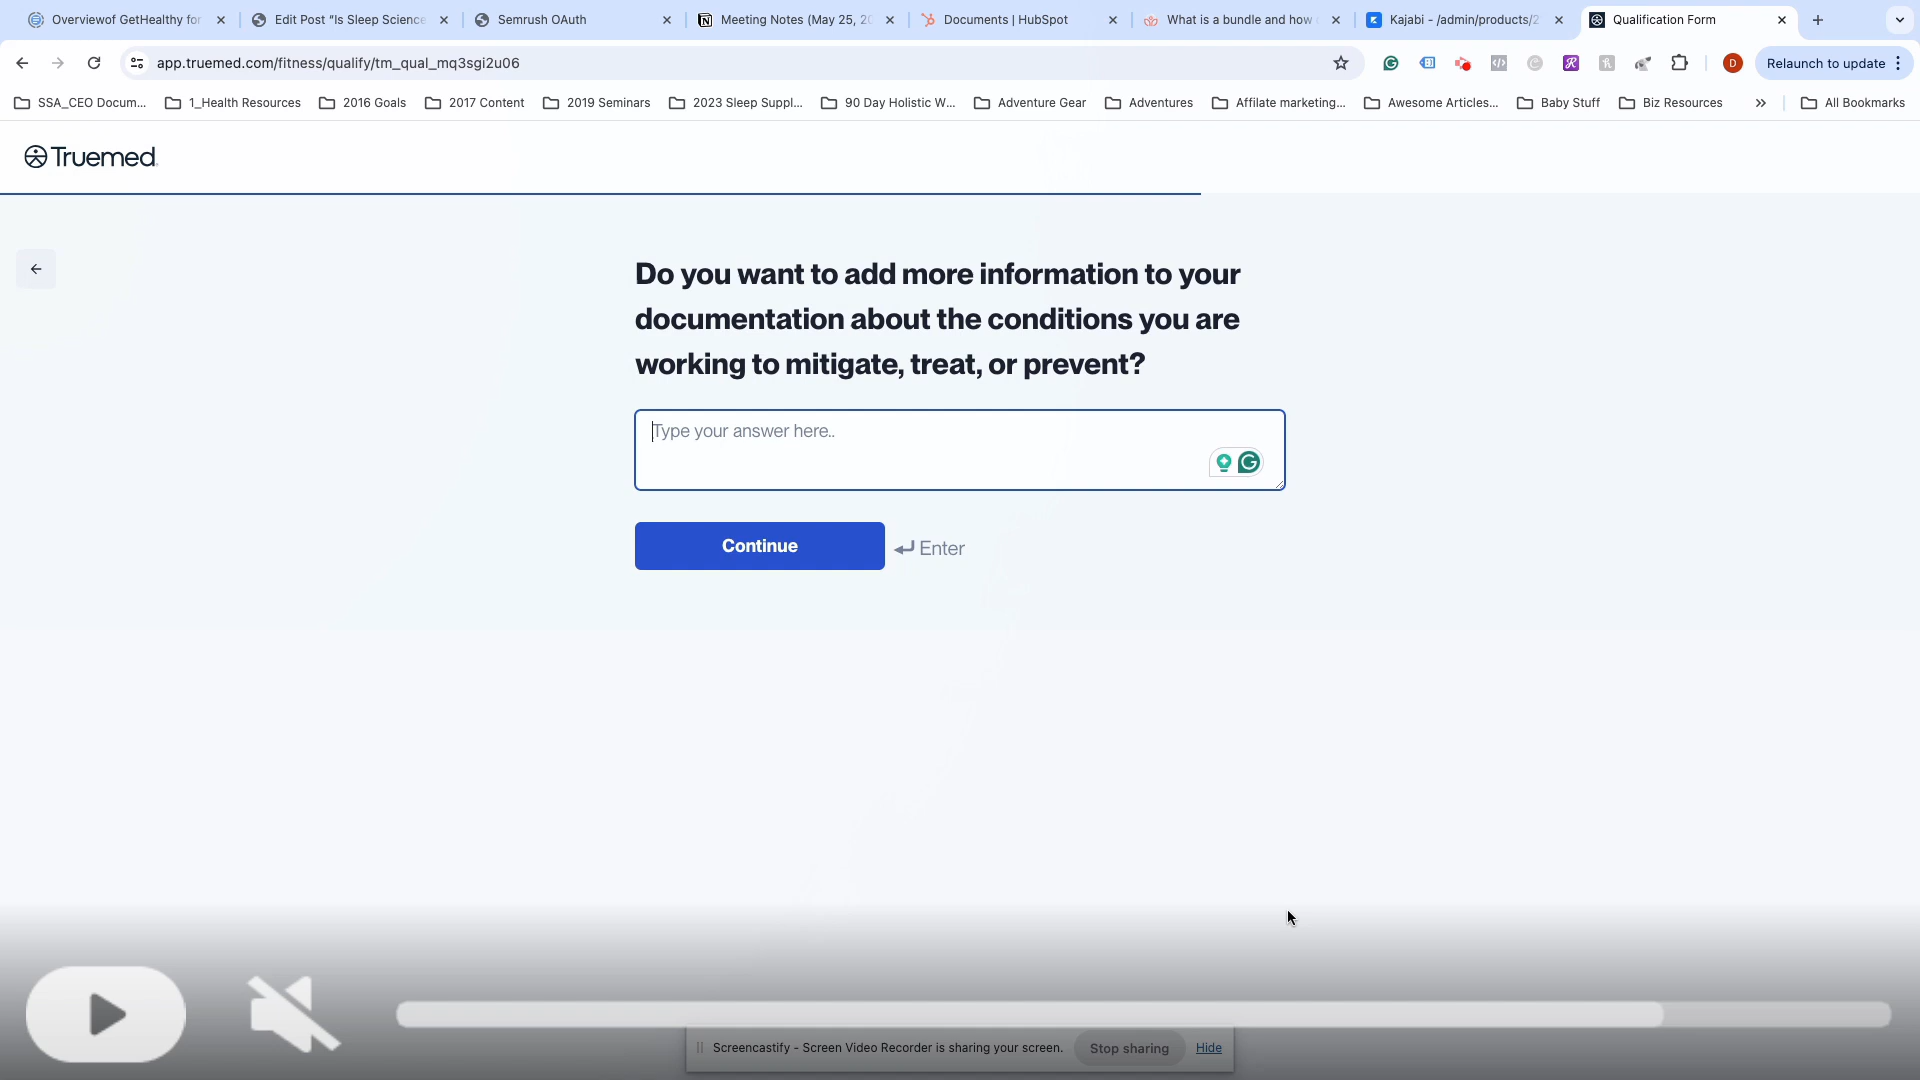 Overviewof GetHealthy for
Edit Post "Is Sleep Science
Semrush OAuth
Meeting Notes (May 25, 20
Documents | HubSpot
What is a bundle and how
Kajabi - /admin/products/2
Qualification Form
app.truemed.com/fitness/qualify/tm_qual_mq3sgi2u06
D
Relaunch to update
SSA_CEO Docum...
1_Health Resources
2016 Goals
2017 Content
2019 Seminars
2023 Sleep Suppl...
90 Day Holistic W...
Adventure Gear
Adventures
Affilate marketing...
Awesome Articles...
Baby Stuff
Biz Resources
All Bookmarks
Truemed
Do you want to add more information to your
documentation about the conditions you are
working to mitigate, treat, or prevent?
Type your answer here..
Continue
Enter
Screencastify - Screen Video Recorder is sharing your screen.
Stop sharing
Hide